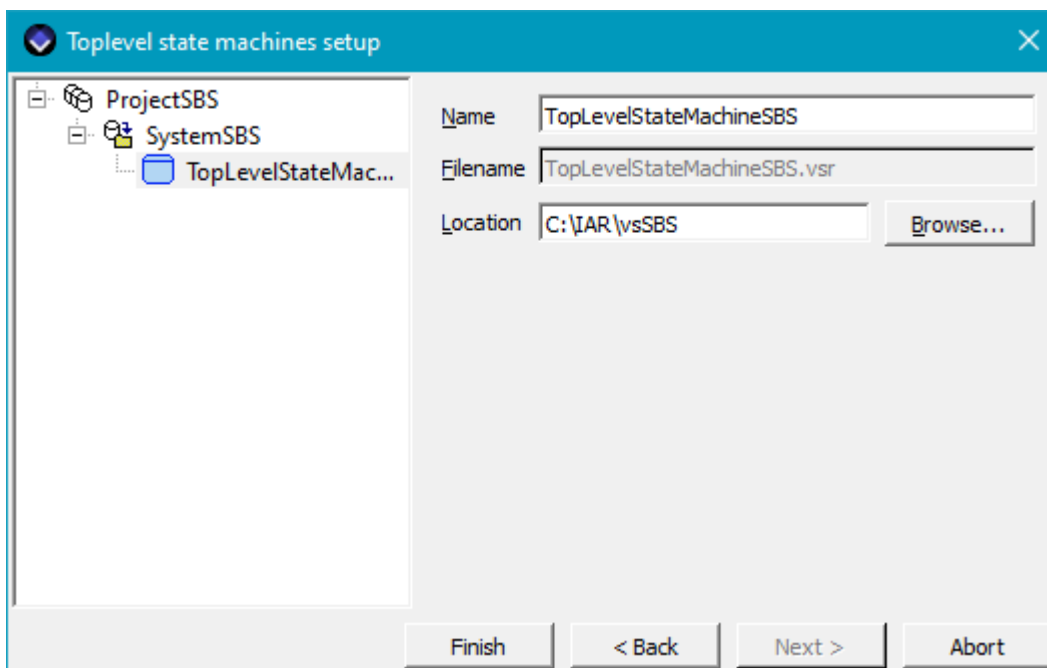 Toplevel state machines setup
ProjectSBS
SystemSBS
TopLevelStateMac...
Name TopLevelStateMachineSBS
Filename TopLevelStateMachineSBS.vsr
Location C:\IAR\vsSBS Browse...
Finish < Back Next > Abort